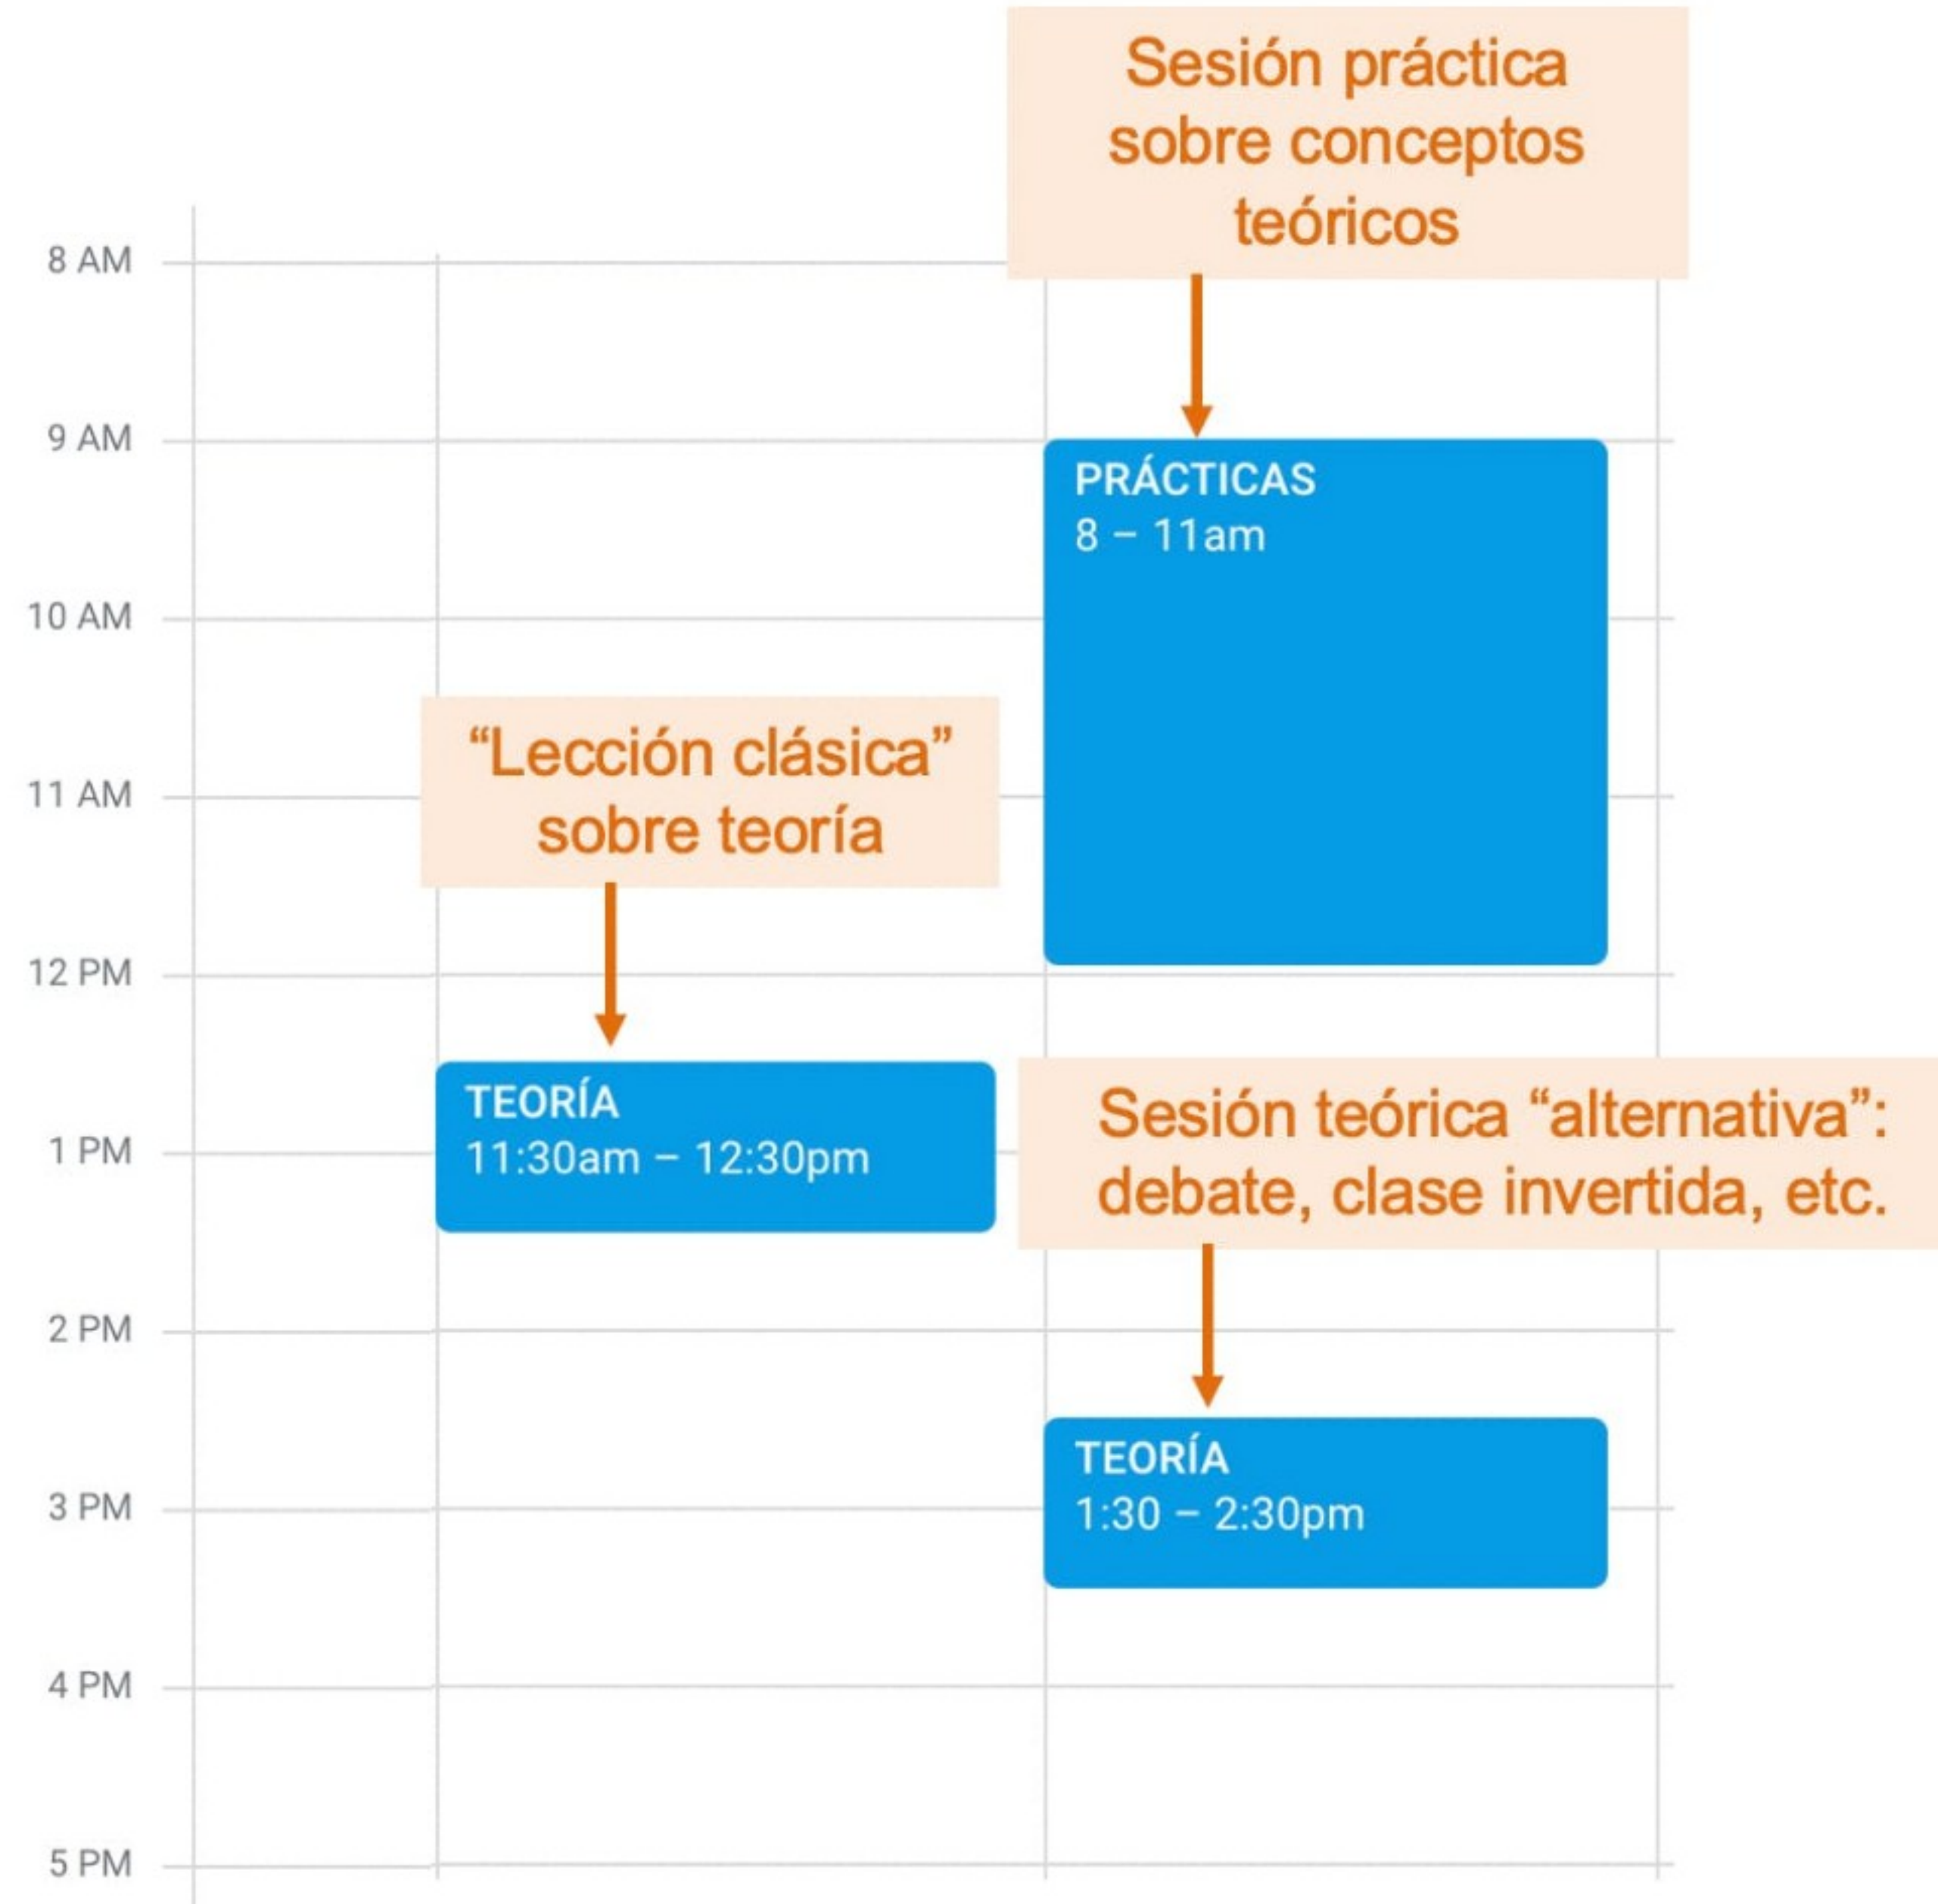 Sesión práctica
sobre conceptos
teóricos
8 AM
9 AM
PRÁCTICAS
8 – 11am
10 AM
“Lección clásica”
sobre teoría
11 AM
12 PM
TEORÍA
11:30am – 12:30pm
1 PM
Sesión teórica “alternativa”:
debate, clase invertida, etc.
2 PM
TEORÍA
1:30 – 2:30pm
3 PM
4 PM
5 PM